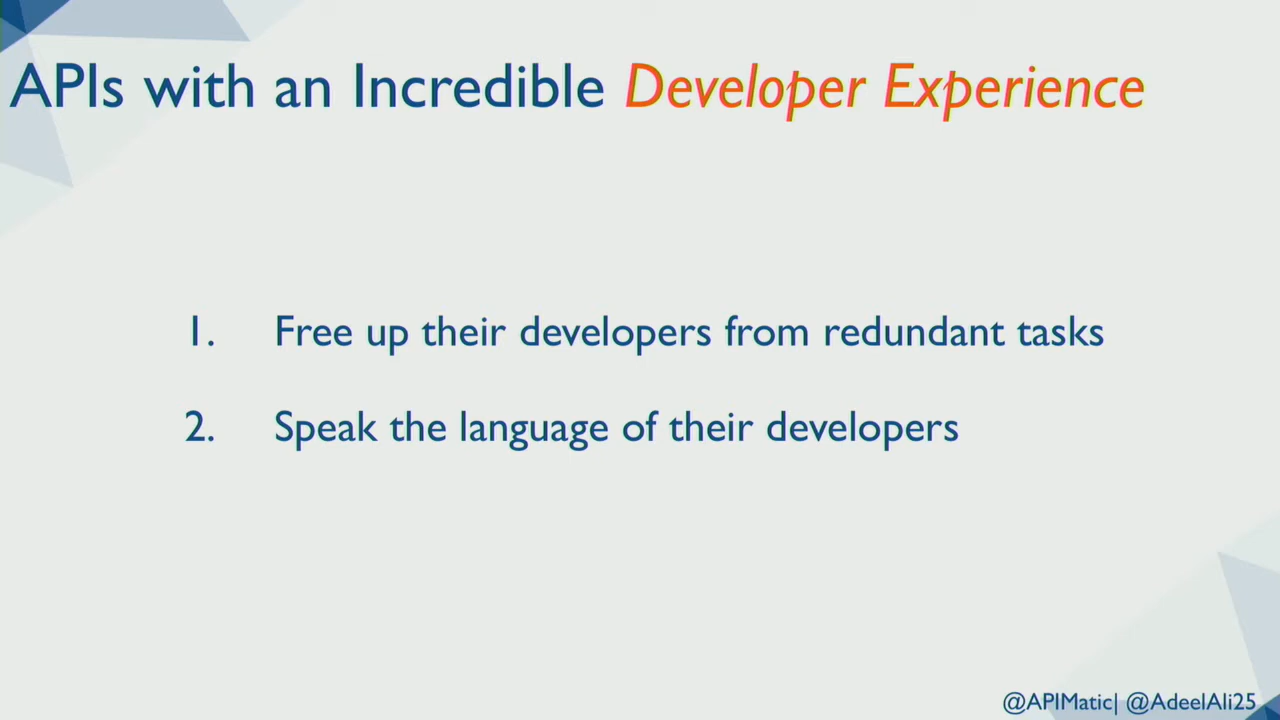 APIs with an Incredible Developer Experience
1. Free up their developers from redundant tasks
2. Speak the language of their developers
@APIMatic| @AdeelAli25